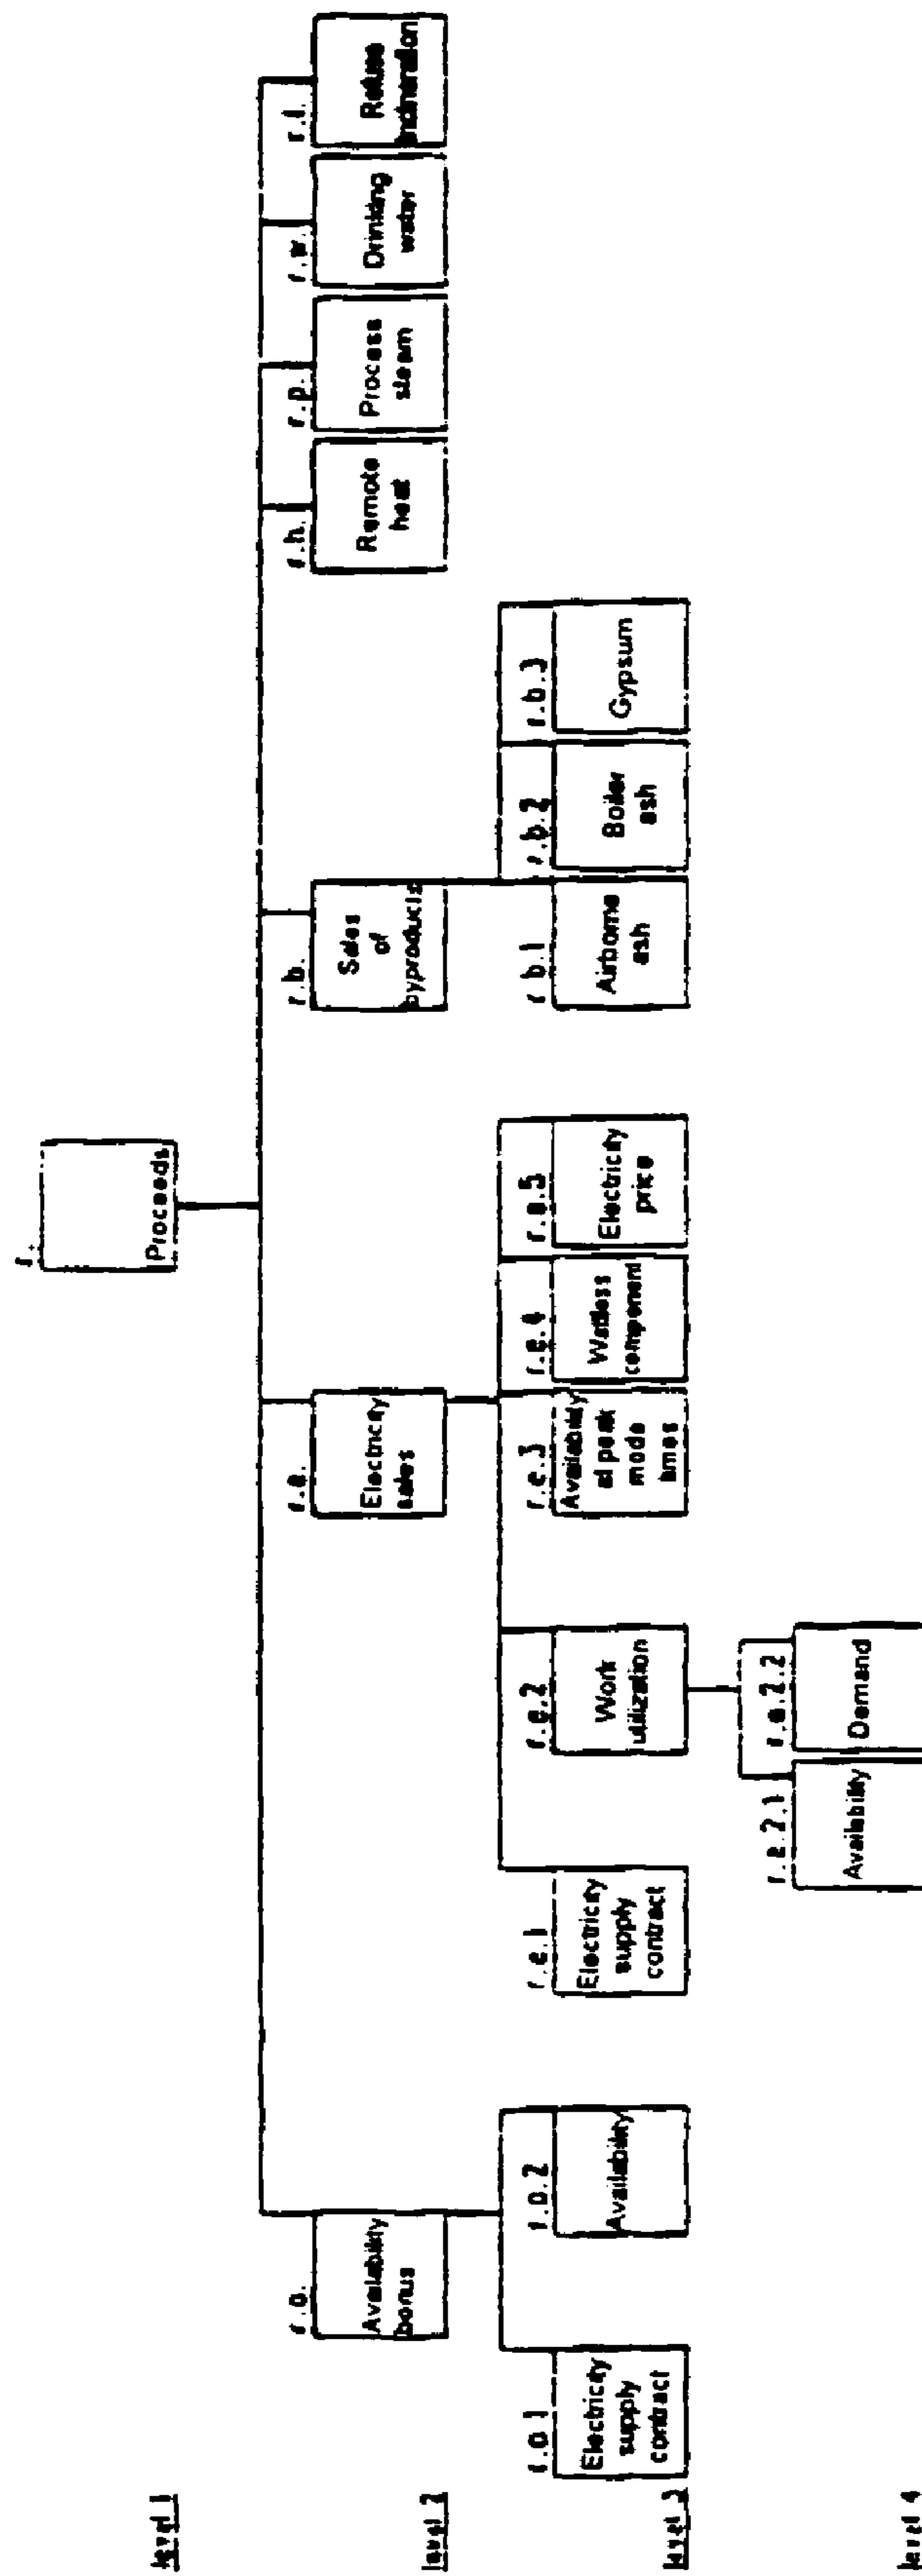 level 1
r.
Proceeds
level 2
Availability
bonus
r.e.
Electricity
sales
r.b.
Sales
of
byproducts
r.h.
Remote
heat
r.p.
Process
steam
r.w.
Drinking
water
r.i.
Refuse
incineration
level 3
Electricity
supply
contract
Availability
r.e.1
Electricity
supply
contract
r.e.2
Work
utilization
r.e.3
Availability
at peak
mode
times
r.e.4
Wattless
component
r.e.5
Electricity
price
r.b.1
Airborne
ash
r.b.2
Boiler
ash
r.b.3
Gypsum
level 4
r.e.2.1
Availability
r.e.2.2
Demand